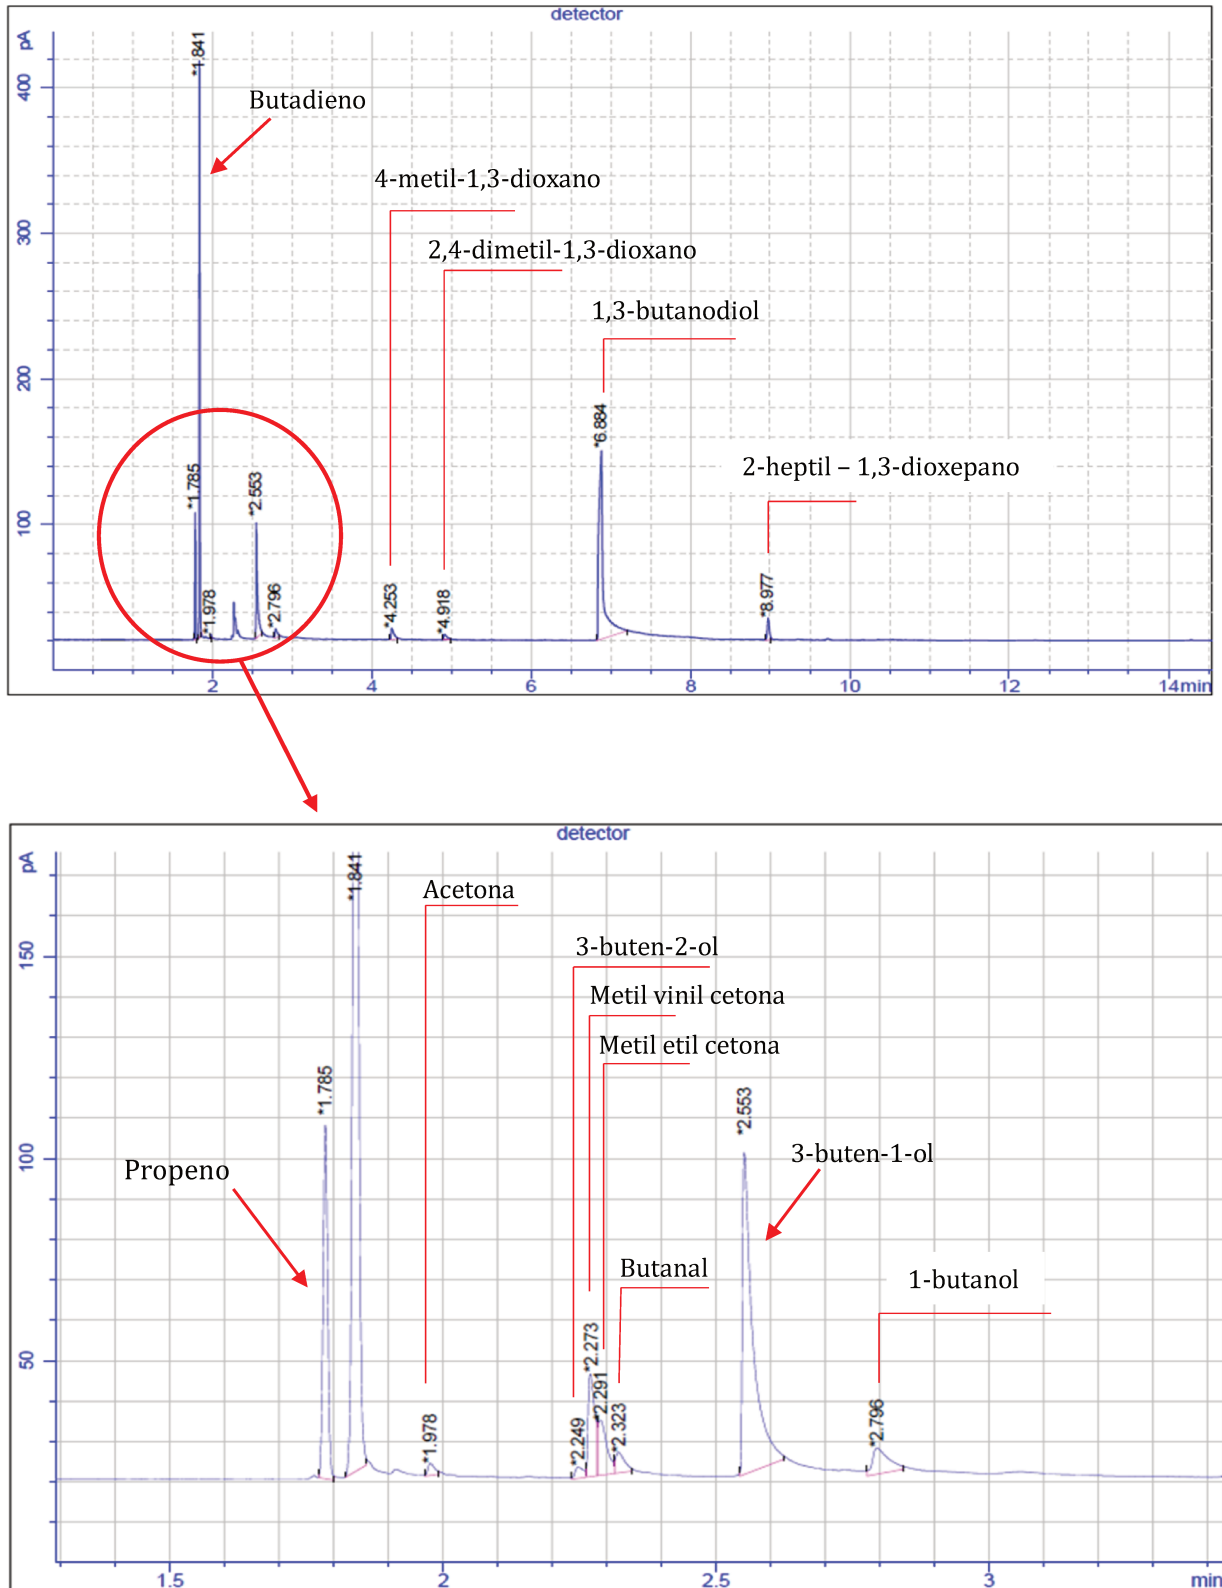 detector
pA
*1.841
400
Butadieno
4-metil-1,3-dioxano
300
2,4-dimetil-1,3-dioxano
1,3-butanodiol
200
*6.884
*1.785
*2.553
2-heptil – 1,3-dioxepano
100
*1.978
*2.796
*4.253
*4.918
*8.977
2 4 6 8 10 12 14 min
detector
pA
*1.841
Acetona
3-buten-2-ol
150
Metil vinil cetona
Metil etil cetona
*1.785
*2.553
100
Propeno
3-buten-1-ol
Butanal
1-butanol
50
*2.273
*2.291
*1.978
*2.249
*2.323
*2.796
1.5 2 2.5 3 min